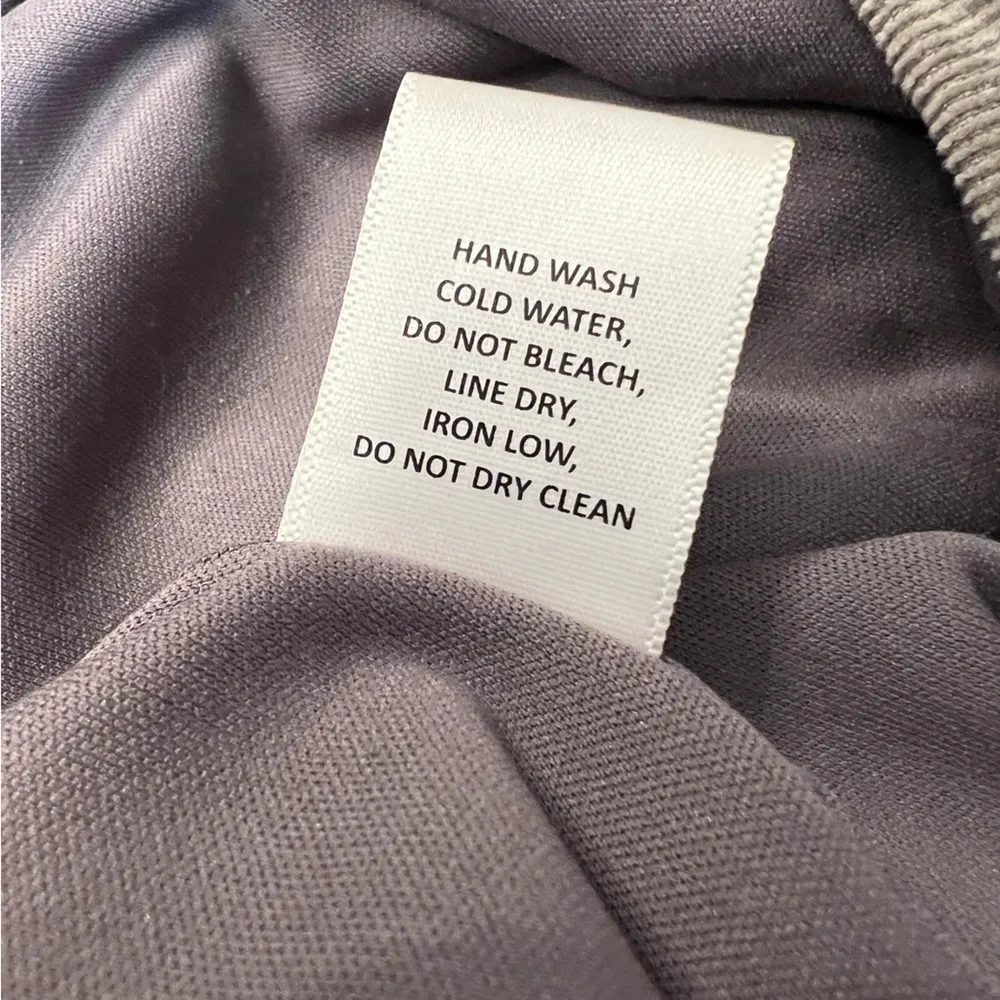 HAND WASH
COLD WATER,
DO NOT BLEACH,
LINE DRY,
IRON LOW,
DO NOT DRY CLEAN